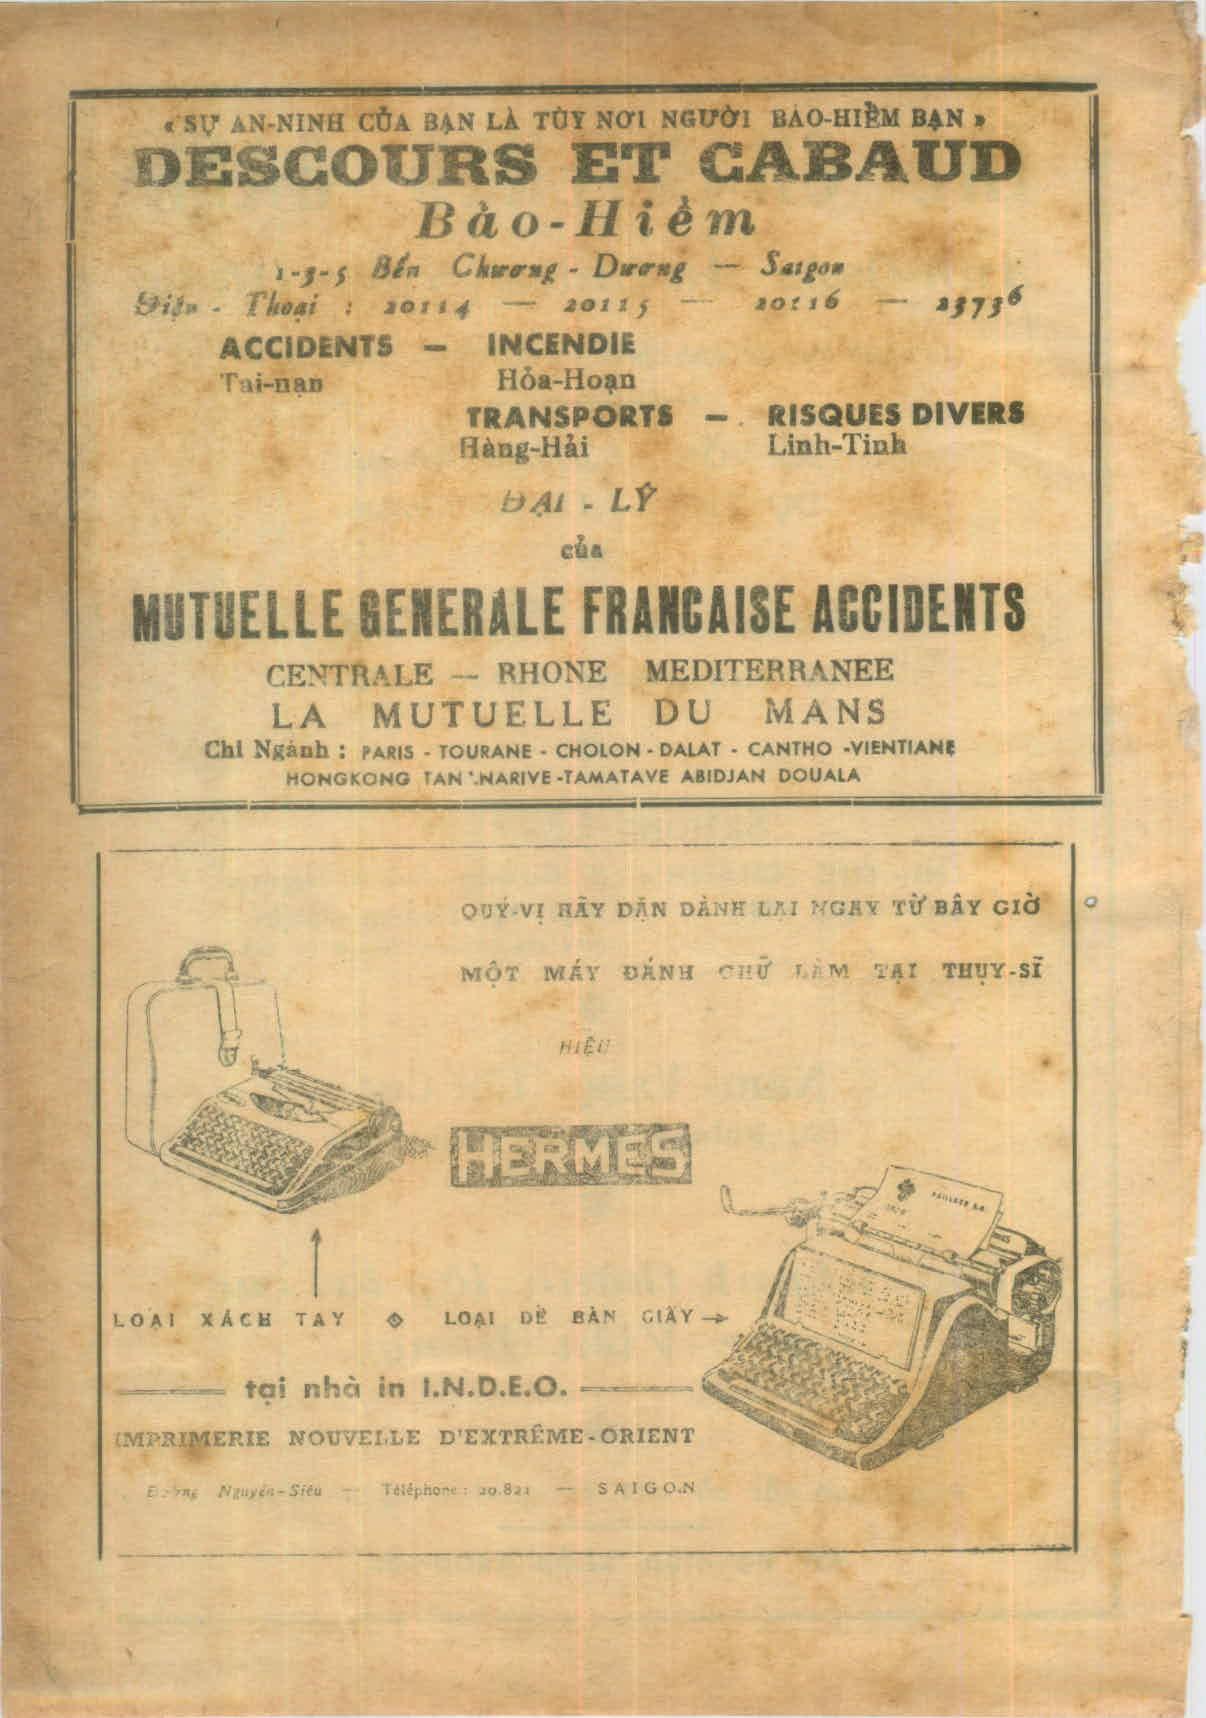 « SỰ AN-NINH CỦA BẠN LÀ TÙY NƠI NGƯỜI BẢO-HIỂM BẠN »
DESCOURS ET CABAUD
Bảo-Hiểm
1-3-5 Bến Chương-Dương — Saigon
Điện-Thoại : 20114 — 20115 — 20116 — 23736
ACCIDENTS — INCENDIE
Tai-nạn Hỏa-Hoạn
TRANSPORTS — RISQUES DIVERS
Hàng-Hải Linh-Tinh
ĐẠI - LÝ
của
MUTUELLE GENERALE FRANCAISE ACCIDENTS
CENTRALE — RHONE MEDITERRANEE
LA MUTUELLE DU MANS
Chi Ngánh : PARIS - TOURANE - CHOLON - DALAT - CANTHO -VIENTIANE
HONGKONG TAN NARIVE -TAMATAVE ABIDJAN DOUALA
QUÝ-VỊ HÃY DẶN DÀNH LẠI NGAY TỪ BÂY GIỜ
MỘT MÁY ĐÁNH CHỮ LÀM TẠI THỤY-SĨ
HIỆU
HERMES
PAILLARD S.A.
LOẠI XÁCH TAY LOẠI ĐỂ BÀN GIẤY →
tại nhà in I.N.D.E.O.
IMPRIMERIE NOUVELLE D'EXTRÊME-ORIENT
Đường Nguyễn-Siêu — Téléphone : 20.821 — SAIGON